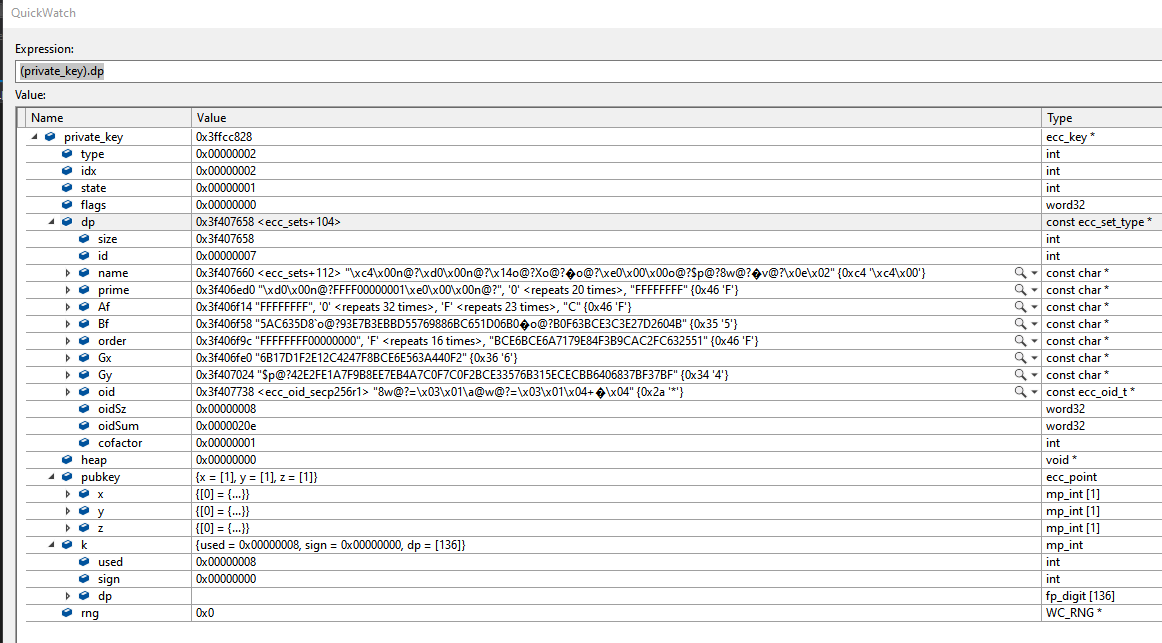 QuickWatch
Expression:
(private_key).dp
Value:
Name Value Type
private_key 0x3ffcc828 ecc_key *
type 0x00000002 int
idx 0x00000002 int
state 0x00000001 int
flags 0x00000000 word32
dp 0x3f407658 <ecc_sets+104> const ecc_set_type *
size 0x3f407658 int
id 0x00000007 int
name 0x3f407660 <ecc_sets+112> "\xc4\x00n@?\xd0\x00n@?\x14o@?Xo@?�o@?\xe0\x00\x00o@?$p@?8w@?�v@?\x0e\x02" {0xc4 '\xc4\x00'} const char *
prime 0x3f406ed0 "\xd0\x00n@?FFFF00000001\xe0\x00\x00n@?", '0' <repeats 20 times>, "FFFFFFFF" {0x46 'F'} const char *
Af 0x3f406f14 "FFFFFFFF", '0' <repeats 32 times>, 'F' <repeats 23 times>, "C" {0x46 'F'} const char *
Bf 0x3f406f58 "5AC635D8`o@?93E7B3EBBD55769886BC651D06B0�o@?B0F63BCE3C3E27D2604B" {0x35 '5'} const char *
order 0x3f406f9c "FFFFFFFF00000000", 'F' <repeats 16 times>, "BCE6BCE6A7179E84F3B9CAC2FC632551" {0x46 'F'} const char *
Gx 0x3f406fe0 "6B17D1F2E12C4247F8BCE6E563A440F2" {0x36 '6'} const char *
Gy 0x3f407024 "$p@?42E2FE1A7F9B8EE7EB4A7C0F7C0F2BCE33576B315ECECBB6406837BF37BF" {0x34 '4'} const char *
oid 0x3f407738 <ecc_oid_secp256r1> "8w@?=\x03\x01\a@w@?=\x03\x01\x04+�\x04" {0x2a '*'} const ecc_oid_t *
oidSz 0x00000008 word32
oidSum 0x0000020e word32
cofactor 0x00000001 int
heap 0x00000000 void *
pubkey {x = [1], y = [1], z = [1]} ecc_point
x {[0] = {...}} mp_int [1]
y {[0] = {...}} mp_int [1]
z {[0] = {...}} mp_int [1]
k {used = 0x00000008, sign = 0x00000000, dp = [136]} mp_int
used 0x00000008 int
sign 0x00000000 int
dp fp_digit [136]
rng 0x0 WC_RNG *